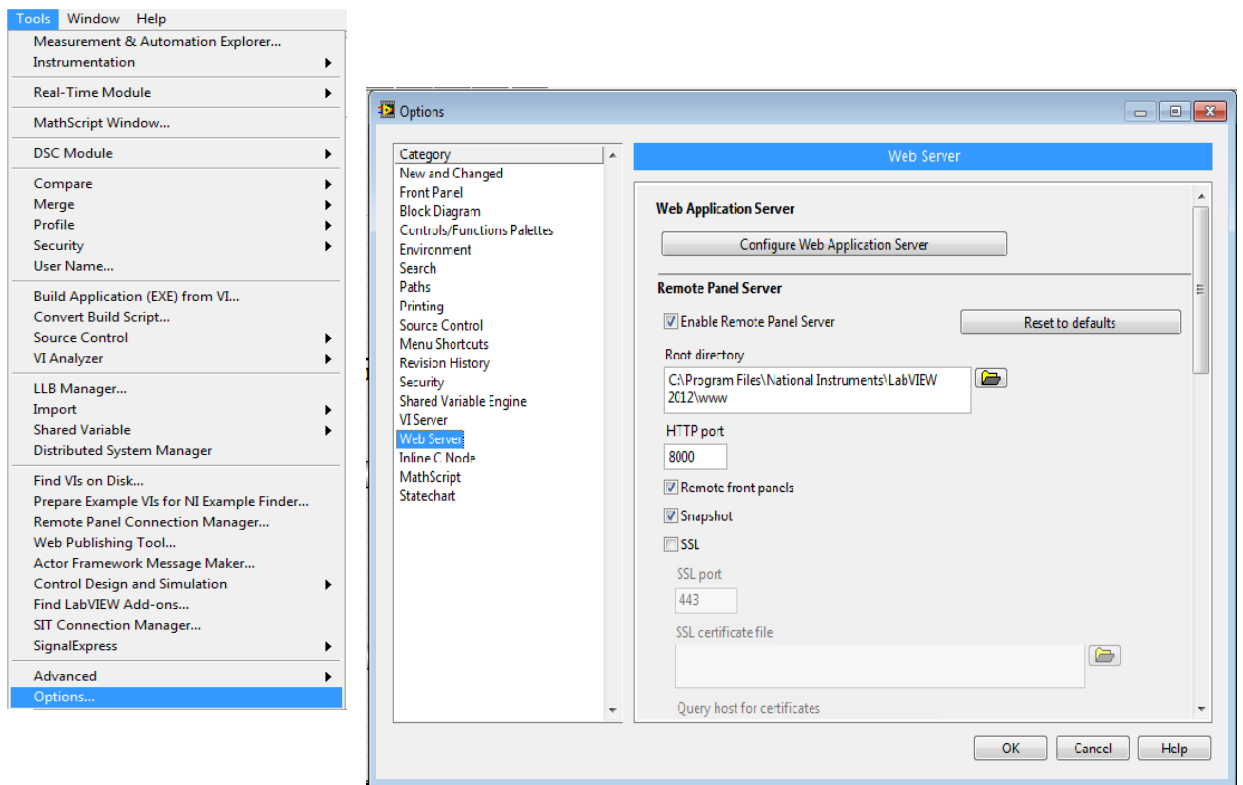 Tools Window Help
Measurement & Automation Explorer...
Instrumentation
Real-Time Module
MathScript Window...
DSC Module
Compare
Merge
Profile
Security
User Name...
Build Application (EXE) from VI...
Convert Build Script...
Source Control
VI Analyzer
LLB Manager...
Import
Shared Variable
Distributed System Manager
Find VIs on Disk...
Prepare Example VIs for NI Example Finder...
Remote Panel Connection Manager...
Web Publishing Tool...
Actor Framework Message Maker...
Control Design and Simulation
Find LabVIEW Add-ons...
SIT Connection Manager...
SignalExpress
Advanced
Options...
Options
Category
New and Changed
Front Panel
Block Diagram
Controls/Functions Palettes
Environment
Search
Paths
Printing
Source Control
Menu Shortcuts
Revision History
Security
Shared Variable Engine
VI Server
Web Server
Inline C Node
MathScript
Statechart
Web Server
Web Application Server
Configure Web Application Server
Remote Panel Server
Enable Remote Panel Server
Reset to defaults
Root directory
C:\Program Files\National Instruments\LabVIEW
2012\www
HTTP port
8000
Remote front panels
Snapshot
SSL
SSL port
443
SSL certificate file
Query host for certificates
OK Cancel Help